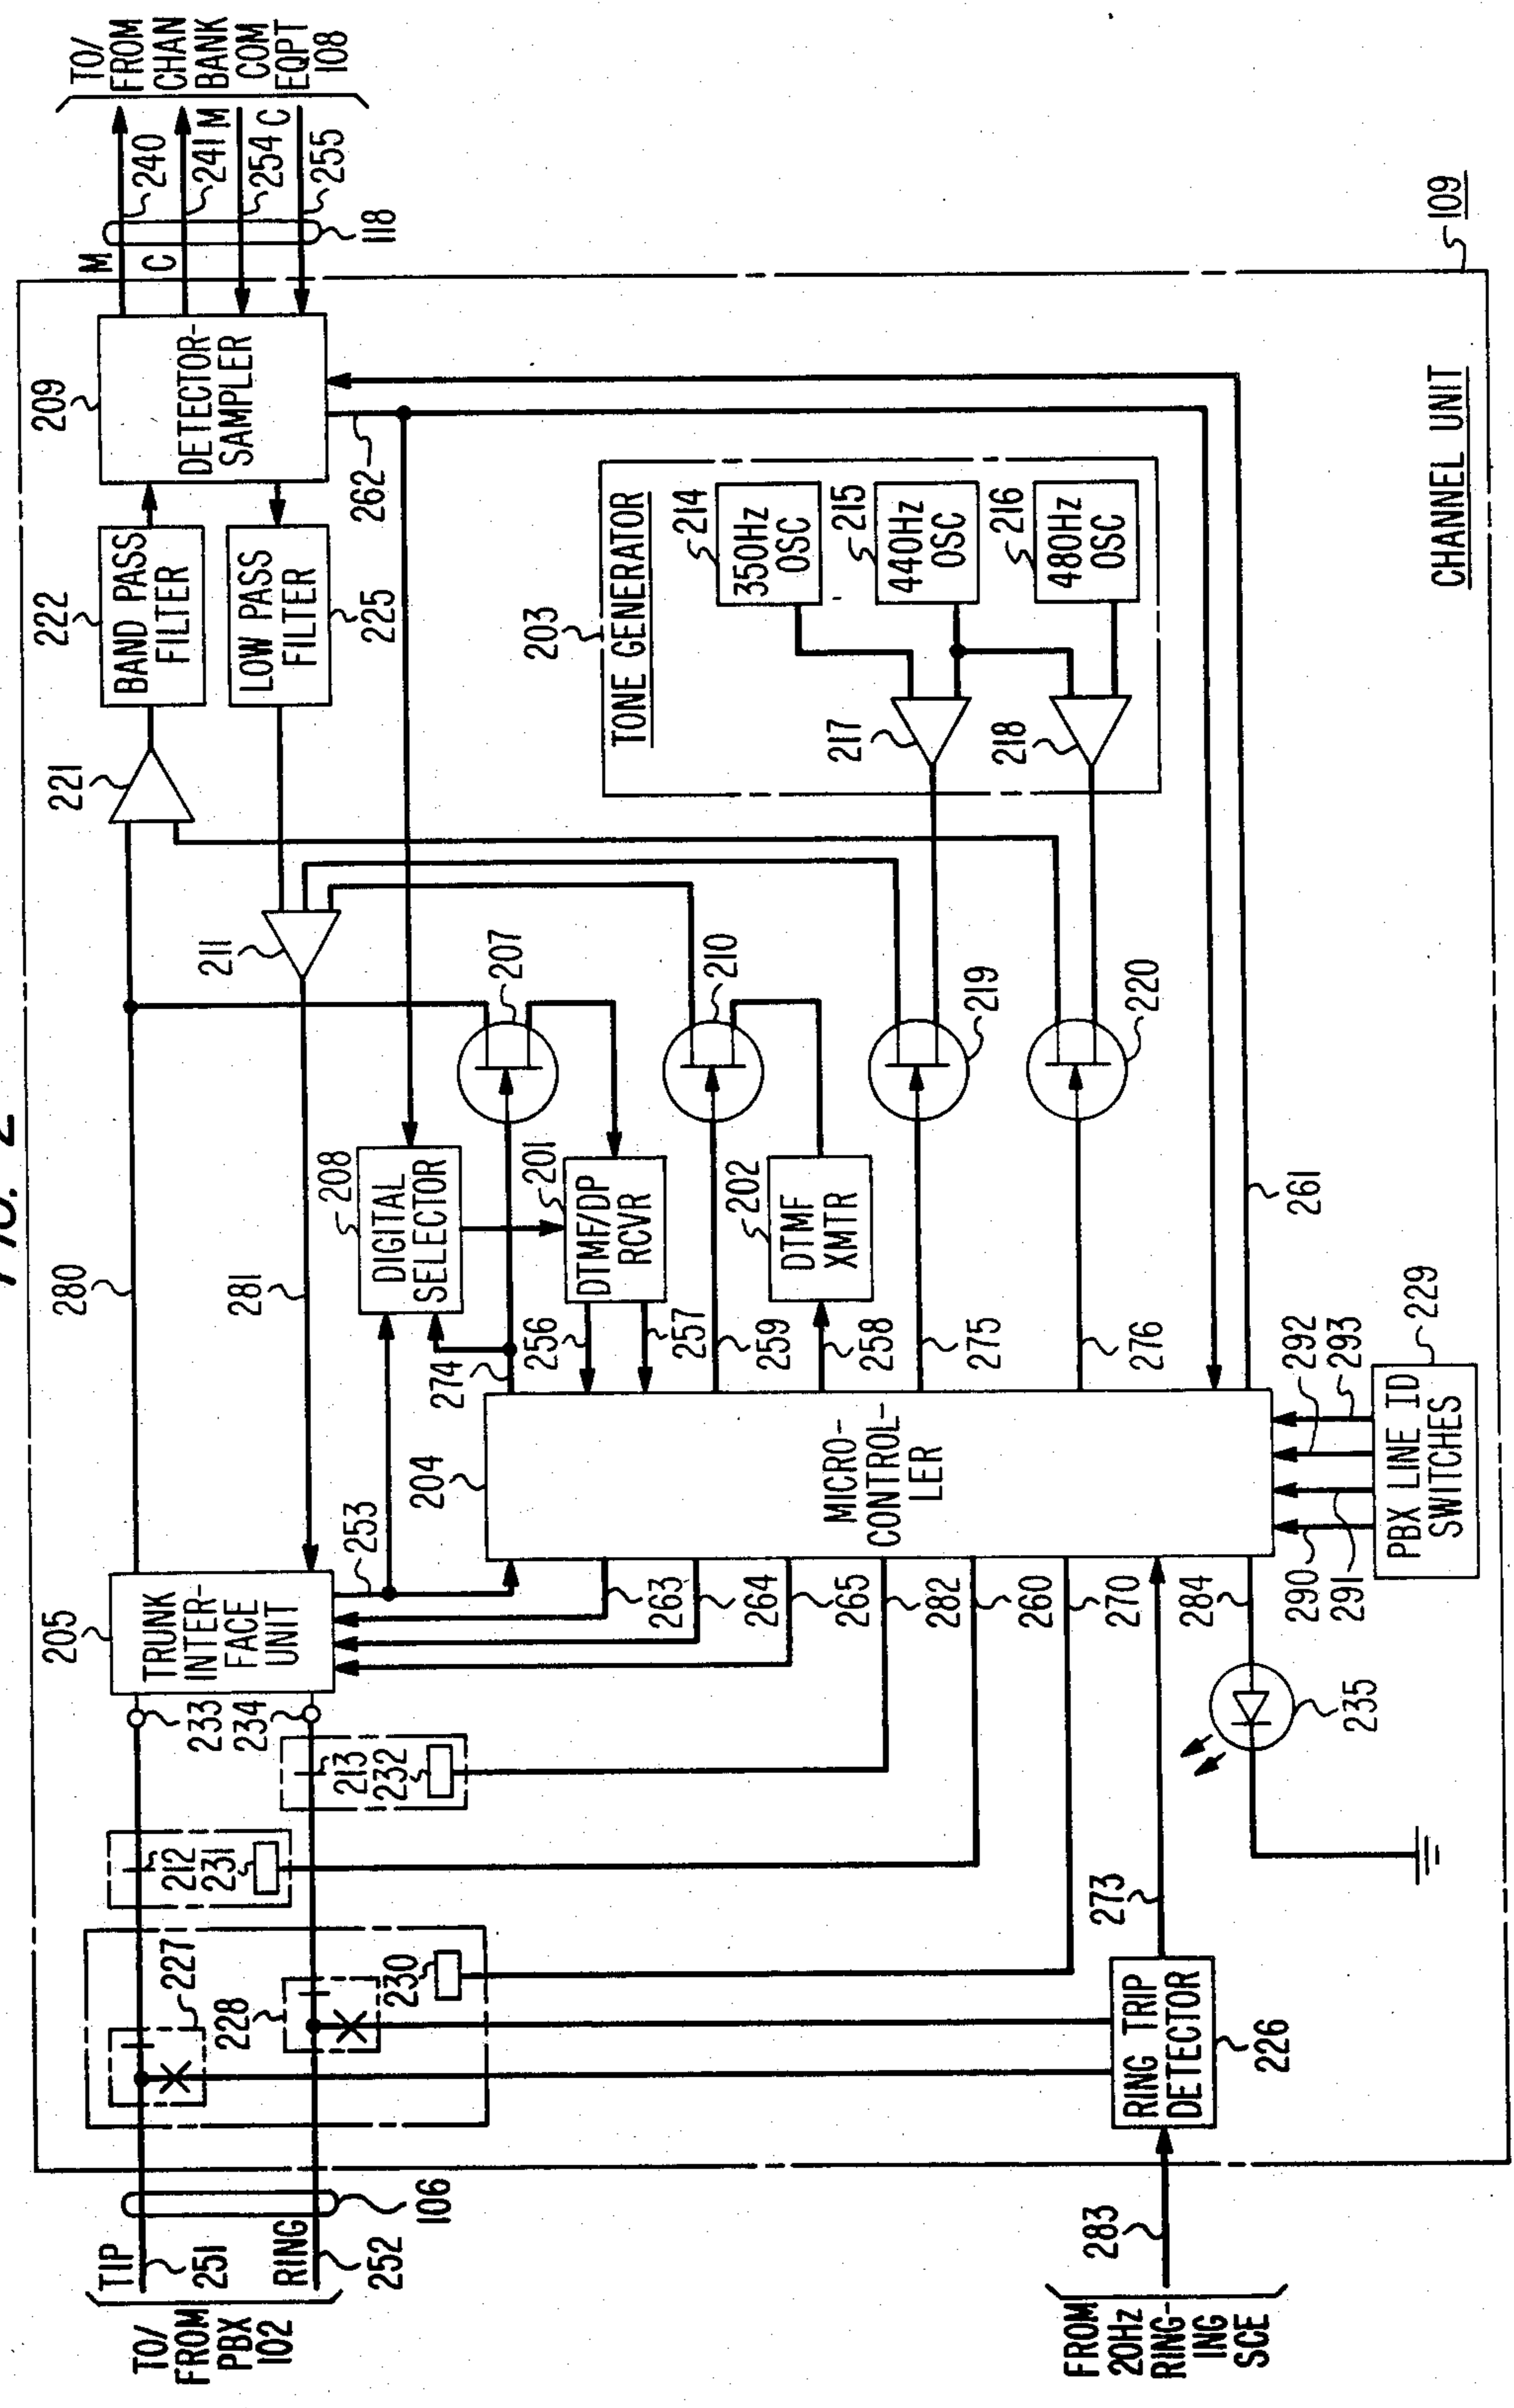 FIG. 2
TO/
FROM
PBX
102
TIP
251
RING
252
106
227
228
230
212
231
213
232
233
234
205
TRUNK
INTER-
FACE
UNIT
280
281
253
221
222
BAND PASS
FILTER
LOW PASS
FILTER
225
209
DETECTOR-
SAMPLER
262
M
C
240
241
M
254
C
255
118
TO/
FROM
CHAN
BANK
COM
EQPT
108
211
208
DIGITAL
SELECTOR
207
201
DTMF/DP
RCVR
274
256
257
210
202
DTMF
XMTR
259
258
219
275
220
276
203
TONE GENERATOR
214
350Hz
OSC
215
440Hz
OSC
216
480Hz
OSC
217
218
204
MICRO-
CONTROL-
LER
263
264
265
282
260
270
284
261
235
273
226
RING TRIP
DETECTOR
283
FROM
20Hz
RING-
ING
SCE
290
291
292
293
229
PBX LINE ID
SWITCHES
CHANNEL UNIT
109